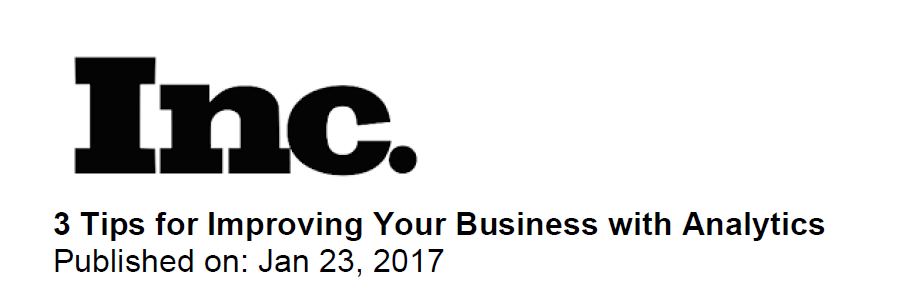 Inc.
3 Tips for Improving Your Business with Analytics
Published on: Jan 23, 2017